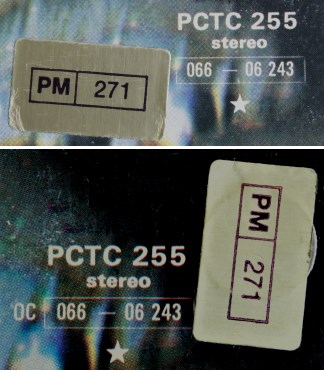 PCTC 255
stereo
PM 271
066 — 06 243
PM 271
PCTC 255
stereo
OC 066 — 06 243